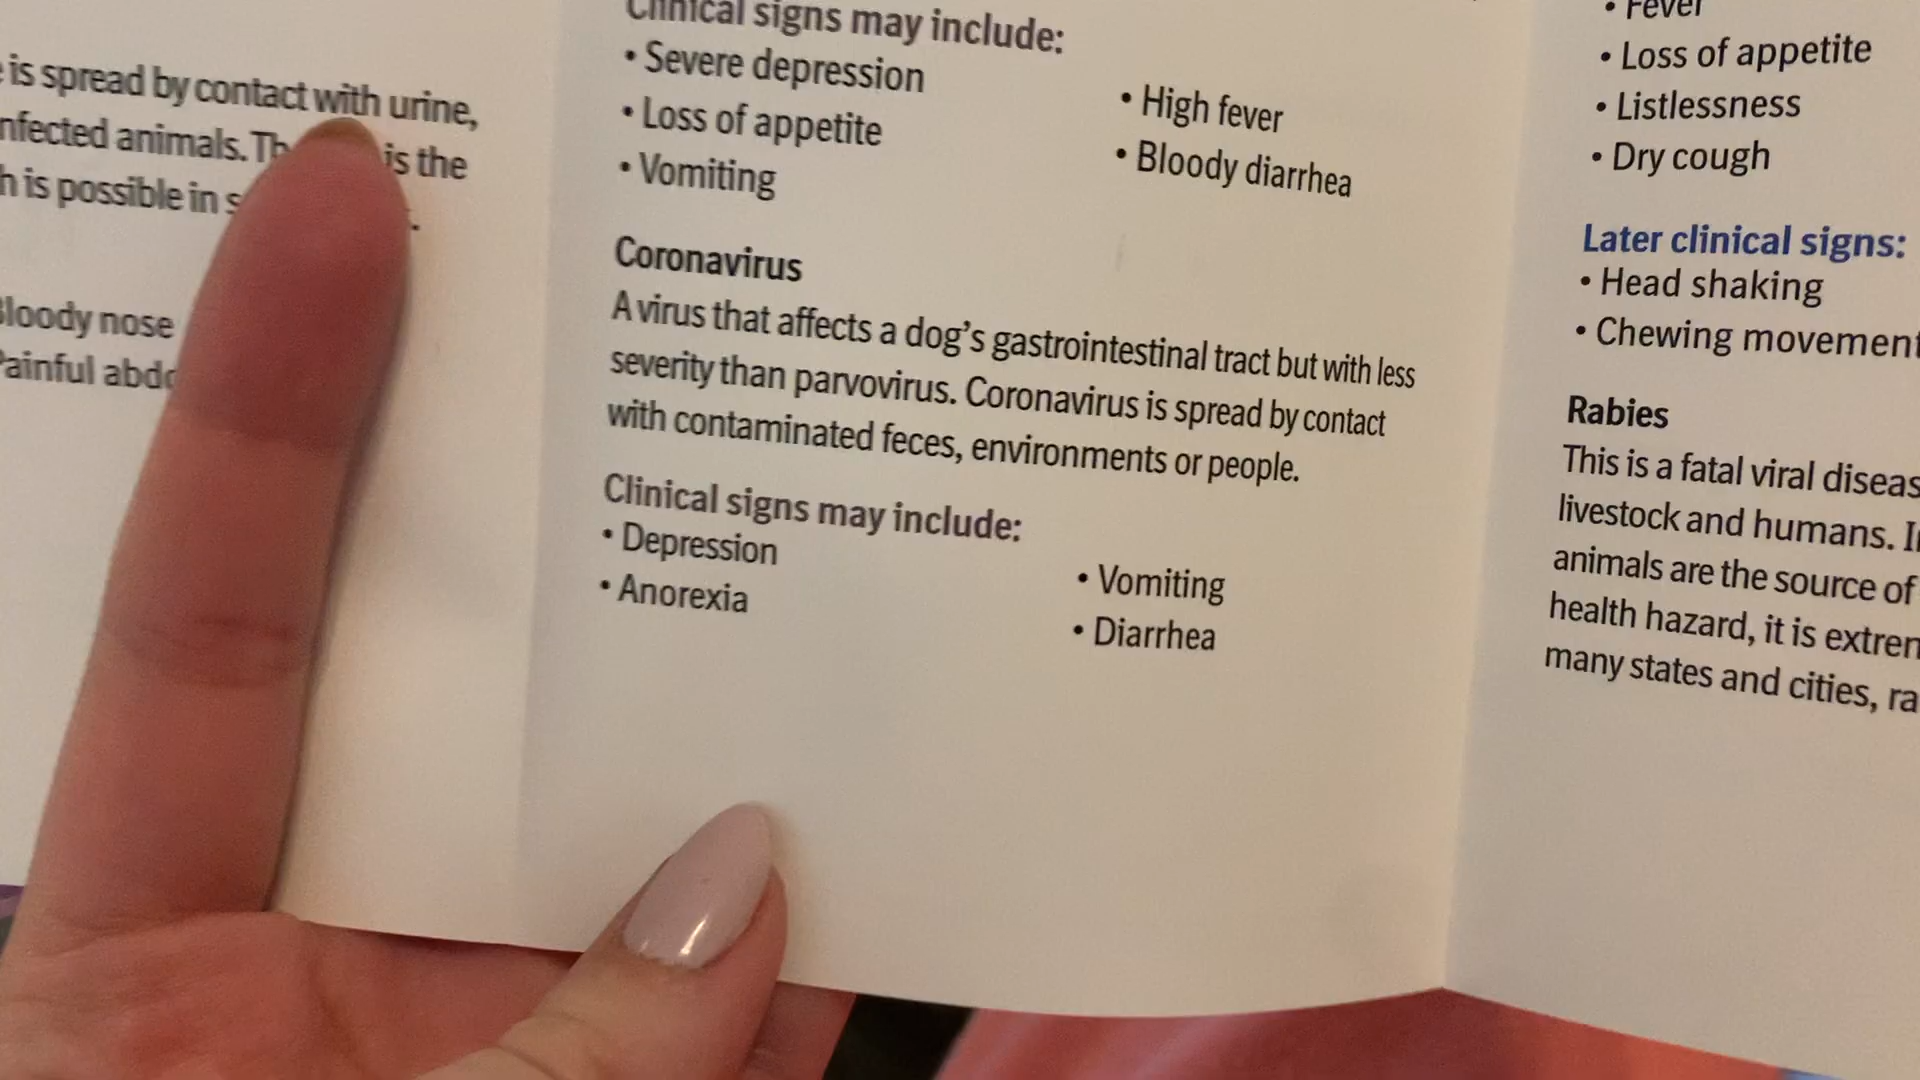 is spread by contact with urine,
nfected animals. Th is the
h is possible in s
loody nose
Painful abdo
Clinical signs may include:
• Severe depression
• Loss of appetite
• Vomiting
• High fever
• Bloody diarrhea
Coronavirus
A virus that affects a dog's gastrointestinal tract but with less
severity than parvovirus. Coronavirus is spread by contact
with contaminated feces, environments or people.
Clinical signs may include:
• Depression
• Anorexia
• Vomiting
• Diarrhea
• Fever
• Loss of appetite
• Listlessness
• Dry cough
Later clinical signs:
• Head shaking
• Chewing movement
Rabies
This is a fatal viral diseas
livestock and humans. I
animals are the source of
health hazard, it is extrem
many states and cities, ra